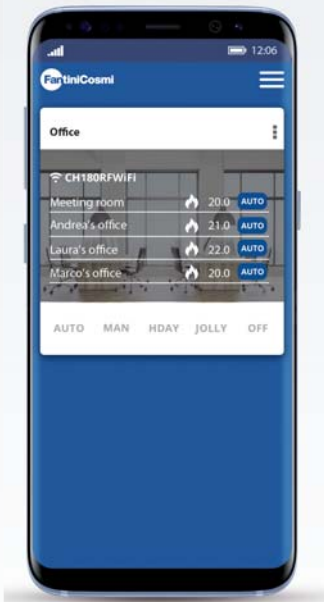 12:06
FantiniCosmi
Office
CH180RFWiFi
Meeting room 20.0 AUTO
Andrea's office 21.0 AUTO
Laura's office 22.0 AUTO
Marco's office 20.0 AUTO
AUTO MAN HDAY JOLLY OFF